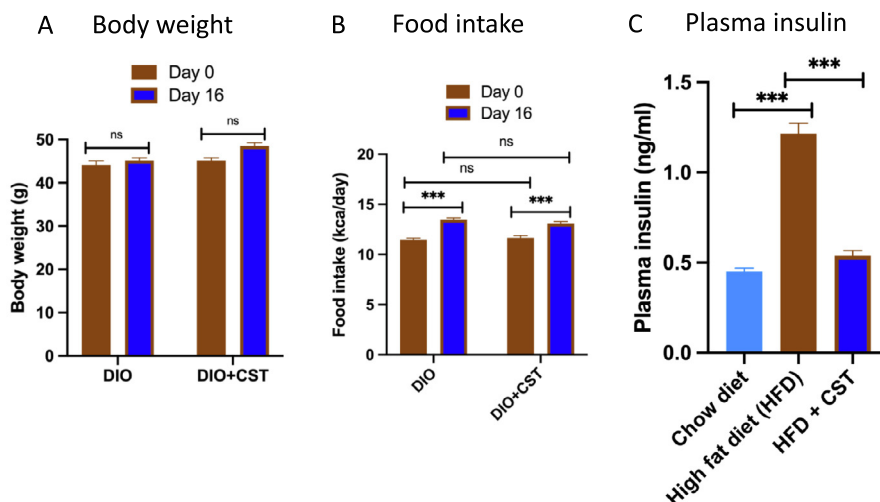 A Body weight
Day 0
Day 16
ns
ns
50
40
30
20
10
0
Body weight (g)
DIO
DIO+CST
B Food intake
Day 0
Day 16
ns
ns
***
***
20
15
10
5
0
Food intake (kca/day)
DIO
DIO+CST
C Plasma insulin
***
***
1.5
1.0
0.5
0.0
Plasma insulin (ng/ml)
Chow diet
High fat diet (HFD)
HFD + CST